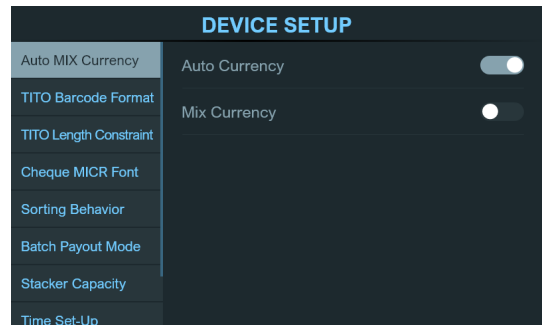 DEVICE SETUP
Auto MIX Currency
TITO Barcode Format
TITO Length Constraint
Cheque MICR Font
Sorting Behavior
Batch Payout Mode
Stacker Capacity
Time Set-Up
Auto Currency
Mix Currency